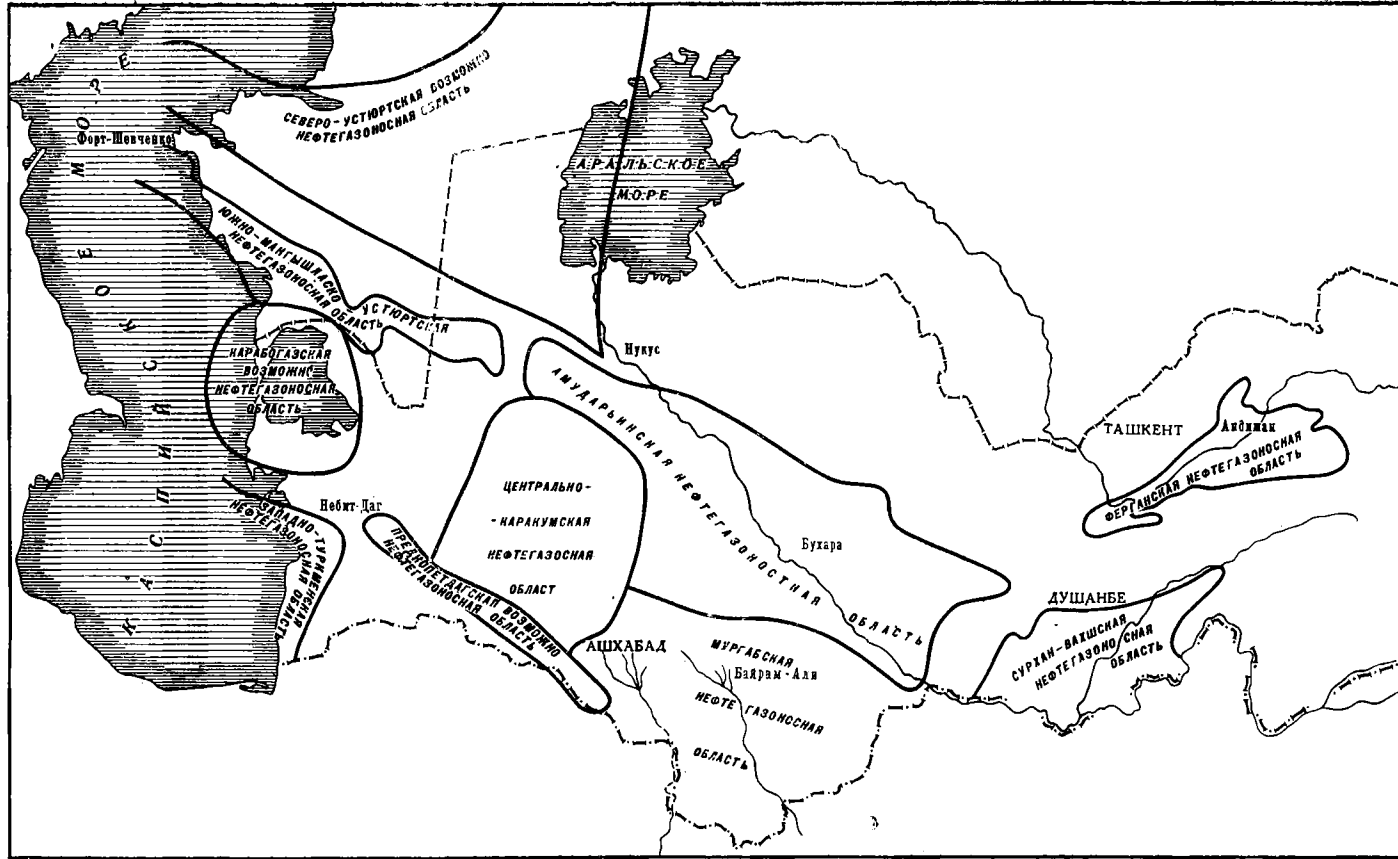 КАСПИЙСКОЕ МОРЕ
Форт-Шевченко
СЕВЕРО-УСТЮРТСКАЯ ВОЗМОЖНО
НЕФТЕГАЗОНОСНАЯ ОБЛАСТЬ
АРАЛЬСКОЕ
МОРЕ
ЮЖНО-МАНГЫШЛАСКО УСТЮРТСКАЯ
НЕФТЕГАЗОНОСНАЯ ОБЛАСТЬ
КАРАБОГАЗСКАЯ
ВОЗМОЖНО
НЕФТЕГАЗОНОСНАЯ
ОБЛАСТЬ
Нукус
АМУДАРЬИНСКАЯ НЕФТЕГАЗОНОСТНАЯ ОБЛАСТЬ
ТАШКЕНТ
Андижан
ФЕРГАНСКАЯ НЕФТЕГАЗОНОСНАЯ
ОБЛАСТЬ
Небит-Даг
ЗАПАДНО-ТУРКМЕНСКАЯ
НЕФТЕГАЗОНОСНАЯ ОБЛАСТЬ
ЦЕНТРАЛЬНО-
-КАРАКУМСКАЯ
НЕФТЕГАЗОСНАЯ
ОБЛАСТ
ПРЕДКОПЕТДАГСКАЯ ВОЗМОЖНО
НЕФТЕГАЗОНОСНАЯ ОБЛАСТЬ
Бухара
АШХАБАД
МУРГАБСКАЯ
Байрам-Али
НЕФТЕ ГАЗОНОССНАЯ
ОБЛАСТЬ
ДУШАНБЕ
СУРХАН-ВАХШСКАЯ
НЕФТЕГАЗОНОСНАЯ
ОБЛАСТЬ